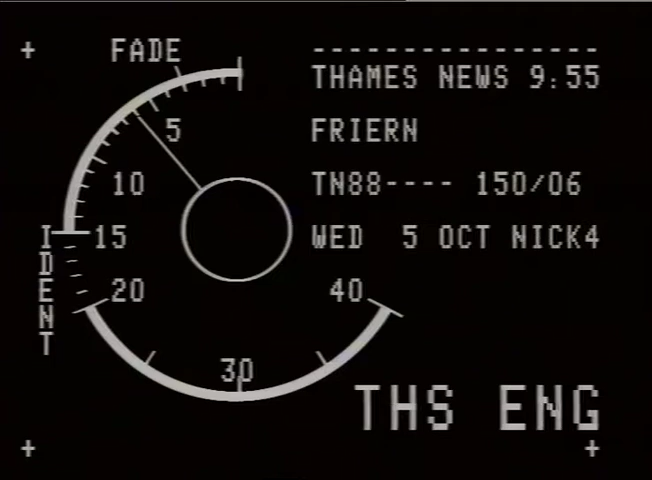 FADE
----------------
THAMES NEWS 9:55
5
FRIERN
10
TN88---- 150/06
IDENT
15
WED 5 OCT NICK4
20
40
30
THS ENG